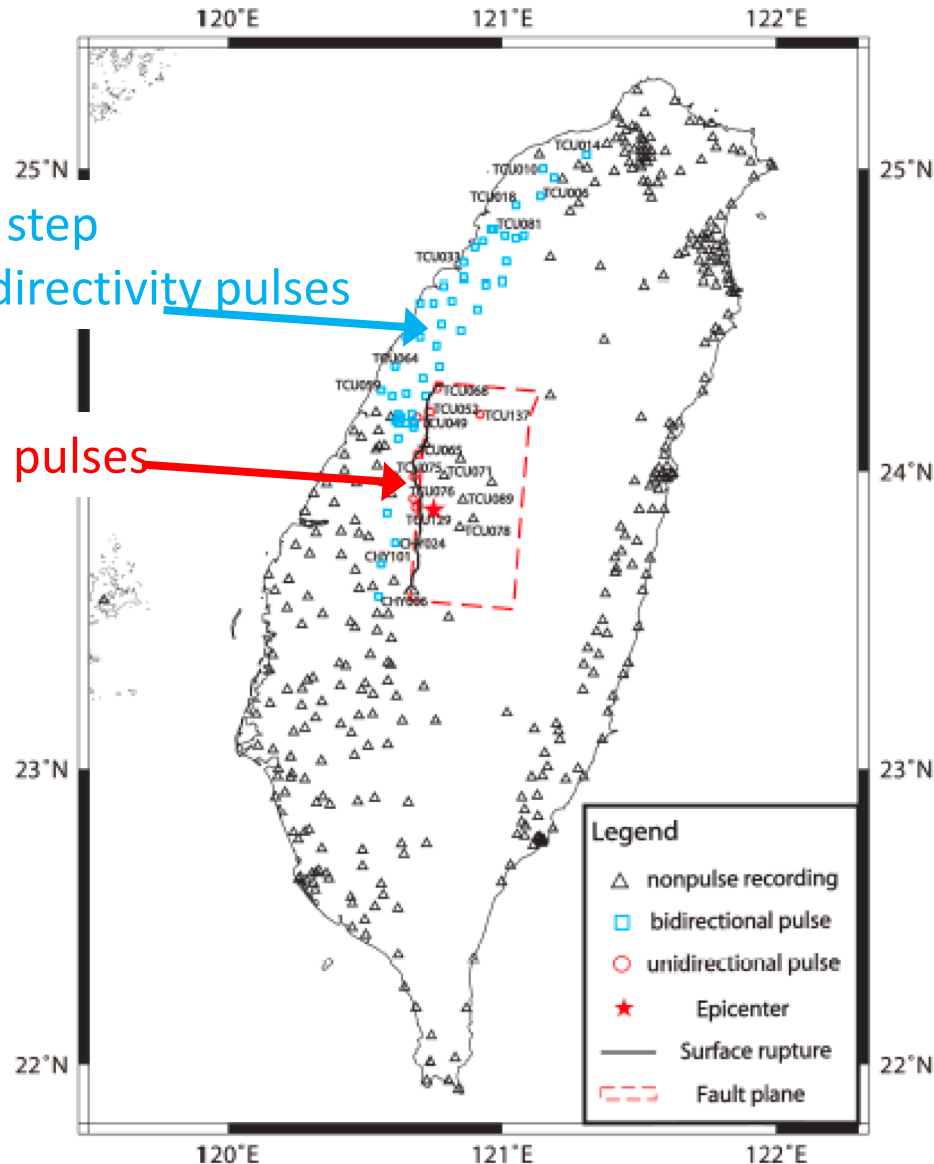 120°E 121°E 122°E
TCU014
25°N TCU010 25°N
TCU006
TCU018
step
TCU081
TCU033
directivity pulses
TCU064
TCU059
TCU068
TCU052
TCU137
TCU049
TCU065
pulses
TCU075
24°N
TCU071
TCU076
TCU089
TCU129
TCU078
CHY024
CHY101
CHY006
23°N 23°N
Legend
nonpulse recording
bidirectional pulse
unidirectional pulse
Epicenter
Surface rupture
22°N 22°N
Fault plane
120°E 121°E 122°E